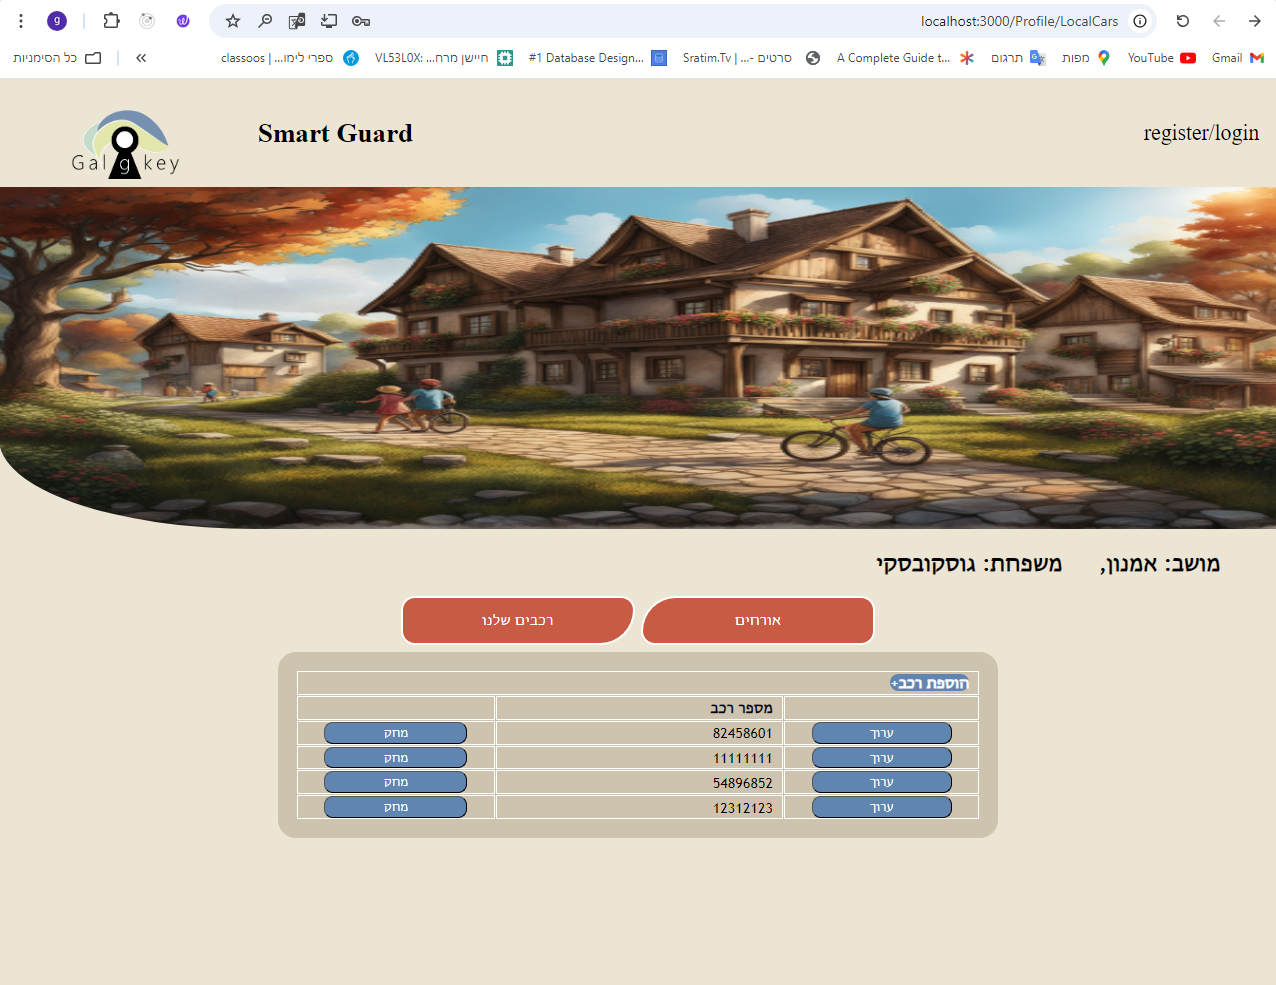 localhost:3000/Profile/LocalCars
Gmail
YouTube
מפות
תרגום
A Complete Guide t...
סרטים -... | Sratim.Tv
#1 Database Design...
חיישן מרח... :VL53L0X
ספרי לימו... | classoos
»
כל הסימניות
g
Gal g key
Smart Guard
register/login
מושב: אמנון, משפחת: גוסקובסקי
אורחים
רכבים שלנו
הוספת רכב+
מספר רכב
ערוך 82458601 מחק
ערוך 11111111 מחק
ערוך 54896852 מחק
ערוך 12312123 מחק